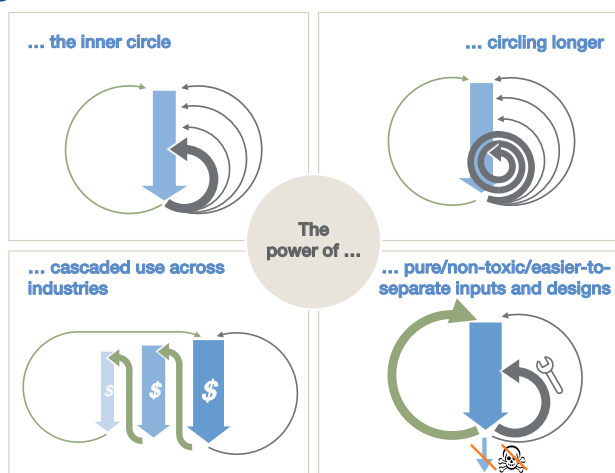 ... the inner circle
... circling longer
The
power of ...
... cascaded use across
industries
... pure/non-toxic/easier-to-
separate inputs and designs
$
$
$